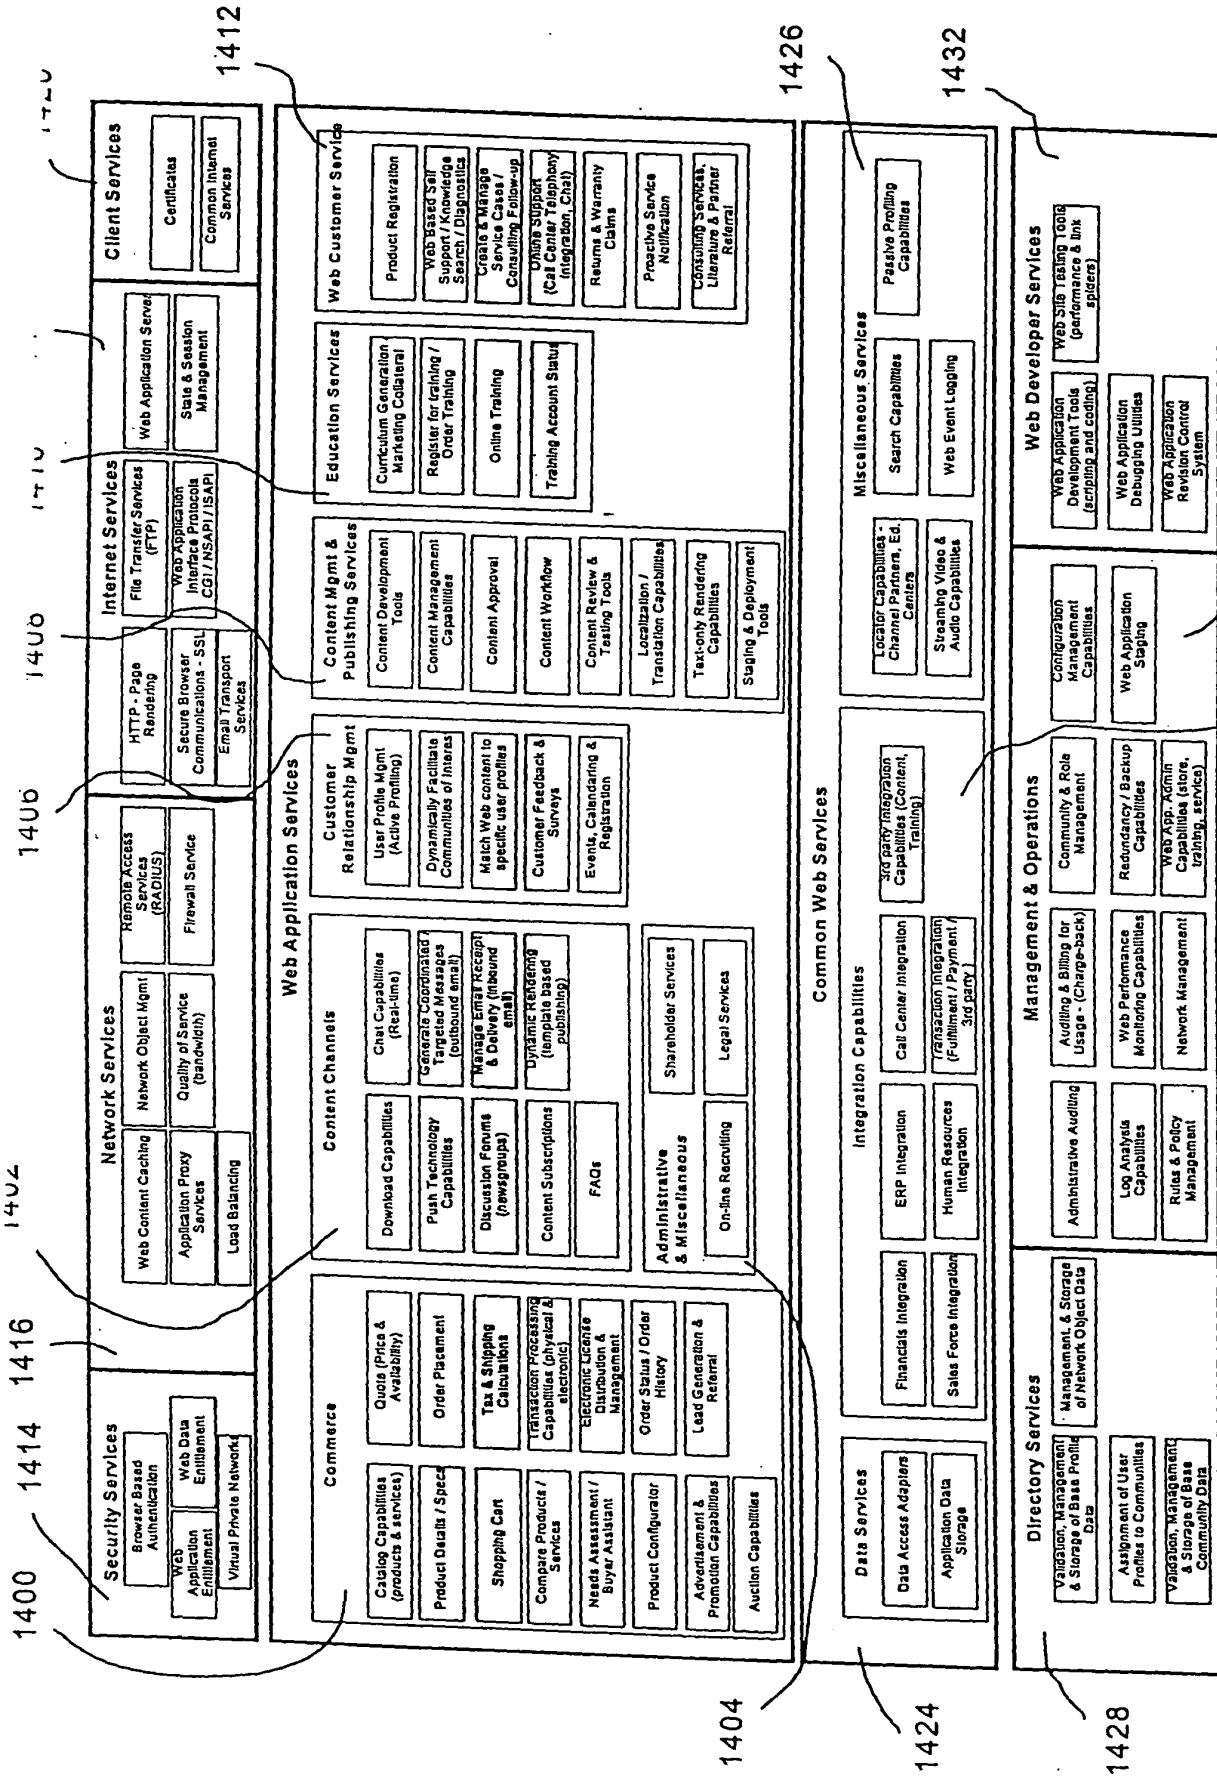 1400
1414
1416
1402
1406
1406
1410
1412
Security Services
Browser Based
Authentication
Web
Application
Entitlement
Web Data
Entitlement
Virtual Private Networks
Network Services
Web Content Caching
Network Object Mgmt
Remote Access
Services
(RADIUS)
Application Proxy
Services
Quality of Service
(bandwidth)
Firewall Service
Load Balancing
Internet Services
HTTP - Page
Rendering
File Transfer Services
(FTP)
Web Application Server
Secure Browser
Communications - SSL
Web Application
Interface Protocols
CGI / NSAPI / ISAPI
State & Session
Management
Email Transport
Services
Client Services
Certificates
Common Internet
Services
Web Application Services
Commerce
Catalog Capabilities
(products & services)
Quote (Price &
Availability)
Product Details / Specs
Order Placement
Shopping Cart
Tax & Shipping
Calculations
Compare Products /
Services
Transaction Processing
Capabilities (physical &
electronic)
Needs Assessment /
Buyer Assistant
Electronic License
Distribution &
Management
Product Configurator
Order Status / Order
History
Advertisement &
Promotion Capabilities
Lead Generation &
Referral
Auction Capabilities
Content Channels
Download Capabilities
Chat Capabilities
(Real-time)
Push Technology
Capabilities
Generate Coordinated /
Targeted Messages
(outbound email)
Discussion Forums
(newsgroups)
Manage Email Receipt
& Delivery (inbound
email)
Content Subscriptions
Dynamic Rendering
(template based
publishing)
FAQs
Administrative
& Miscellaneous
Shareholder Services
On-line Recruiting
Legal Services
Customer
Relationship Mgmt
User Profile Mgmt
(Active Profiling)
Dynamically Facilitate
Communities of Interes
Match Web content to
specific user profiles
Customer Feedback &
Surveys
Events, Calendaring &
Registration
Content Mgmt &
Publishing Services
Content Development
Tools
Content Management
Capabilities
Content Approval
Content Workflow
Content Review &
Testing Tools
Localization /
Translation Capabilities
Text-only Rendering
Capabilities
Staging & Deployment
Tools
Education Services
Curriculum Generation /
Marketing Collateral
Register for training /
Order Training
Online Training
Training Account Status
Web Customer Service
Product Registration
Web Based Self
Support / Knowledge
Search / Diagnostics
Create & Manage
Service Cases /
Consulting Follow-up
Online Support
(Call Center Telephony
Integration, Chat)
Returns & Warranty
Claims
Proactive Service
Notification
Consulting Services,
Literature & Partner
Referral
1404
1426
Common Web Services
Data Services
Data Access Adapters
Application Data
Storage
Integration Capabilities
Financials Integration
ERP Integration
Call Center Integration
3rd party Integration
Capabilities (Content,
Training)
Sales Force Integration
Human Resources
Integration
Transaction Integration
(Fulfillment / Payment /
3rd party )
Miscellaneous Services
Locator Capabilities -
Channel Partners, Ed.
Centers
Search Capabilities
Passive Profiling
Capabilities
Streaming Video &
Audio Capabilities
Web Event Logging
1424
1432
Directory Services
Validation, Management
& Storage of Base Profile
Data
Management, & Storage
of Network Object Data
Assignment of User
Profiles to Communities
Validation, Management
& Storage of Base
Community Data
Management & Operations
Administrative Auditing
Auditing & Billing for
Usage - (Charge-back)
Community & Role
Management
Configuration
Management
Capabilities
Log Analysis
Capabilities
Web Performance
Monitoring Capabilities
Redundancy / Backup
Capabilities
Web Application
Staging
Rules & Policy
Management
Network Management
Web App. Admin
Capabilities (store,
training, service)
Web Developer Services
Web Application
Development Tools
(scripting and coding)
Web Site Testing Tools
(performance & link
spiders)
Web Application
Debugging Utilities
Web Application
Revision Control
System
1428